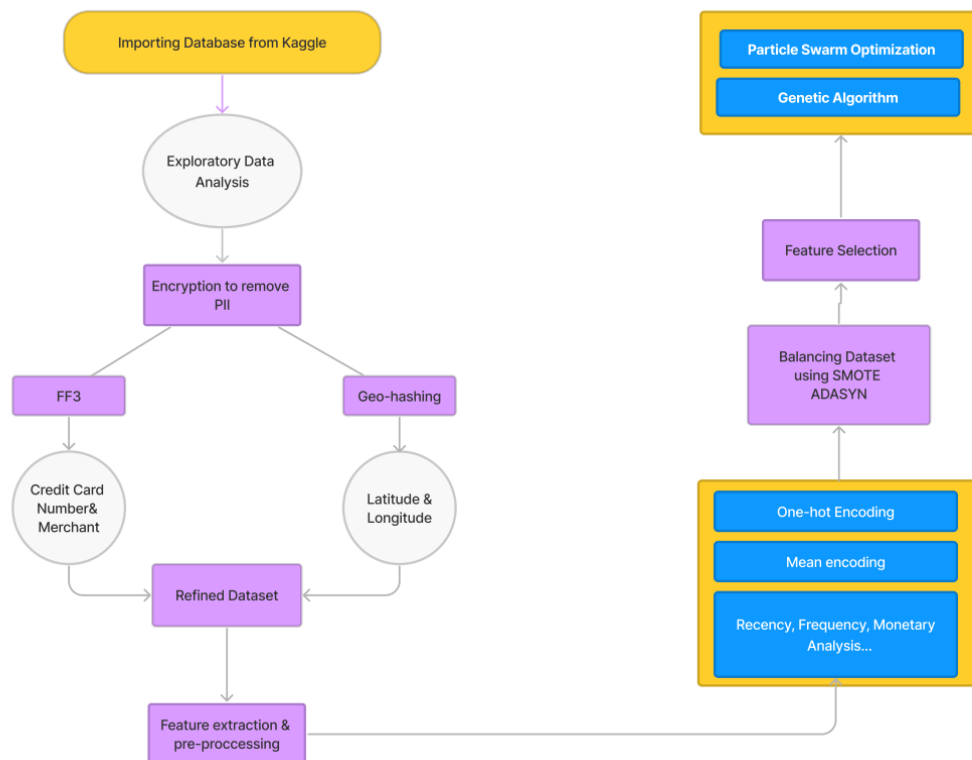 Importing Database from Kaggle
Exploratory Data
Analysis
Encryption to remove
PII
FF3
Geo-hashing
Credit Card
Number&
Merchant
Latitude &
Longitude
Refined Dataset
Feature extraction &
pre-proccessing
One-hot Encoding
Mean encoding
Recency, Frequency, Monetary
Analysis...
Balancing Dataset
using SMOTE
ADASYN
Feature Selection
Particle Swarm Optimization
Genetic Algorithm